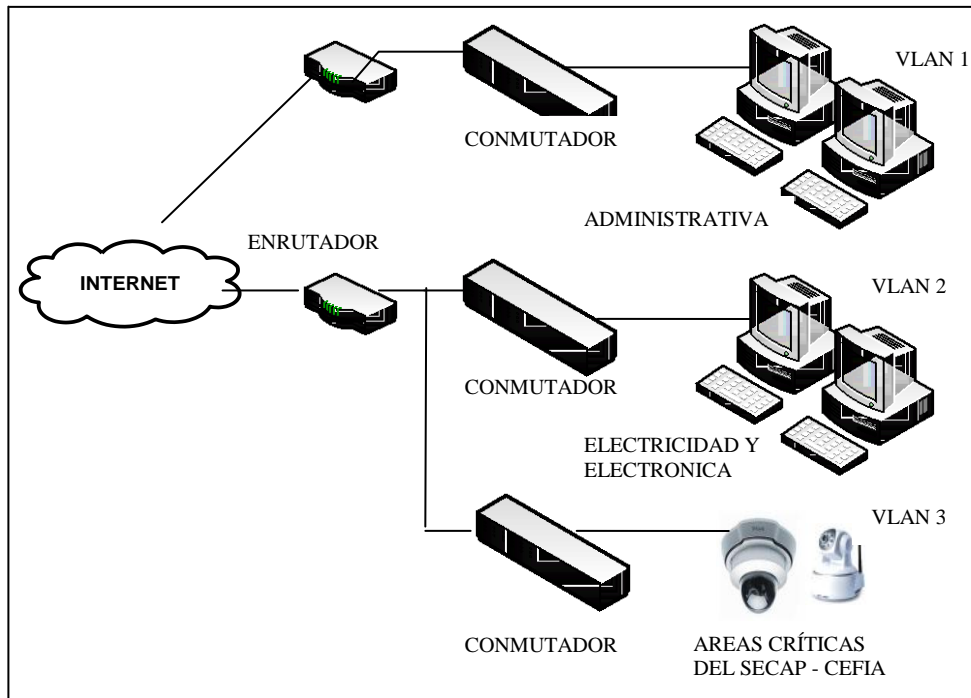 VLAN 1
CONMUTADOR
ADMINISTRATIVA
ENRUTADOR
INTERNET
VLAN 2
CONMUTADOR
ELECTRICIDAD Y
ELECTRONICA
VLAN 3
CONMUTADOR
AREAS CRÍTICAS
DEL SECAP - CEFIA